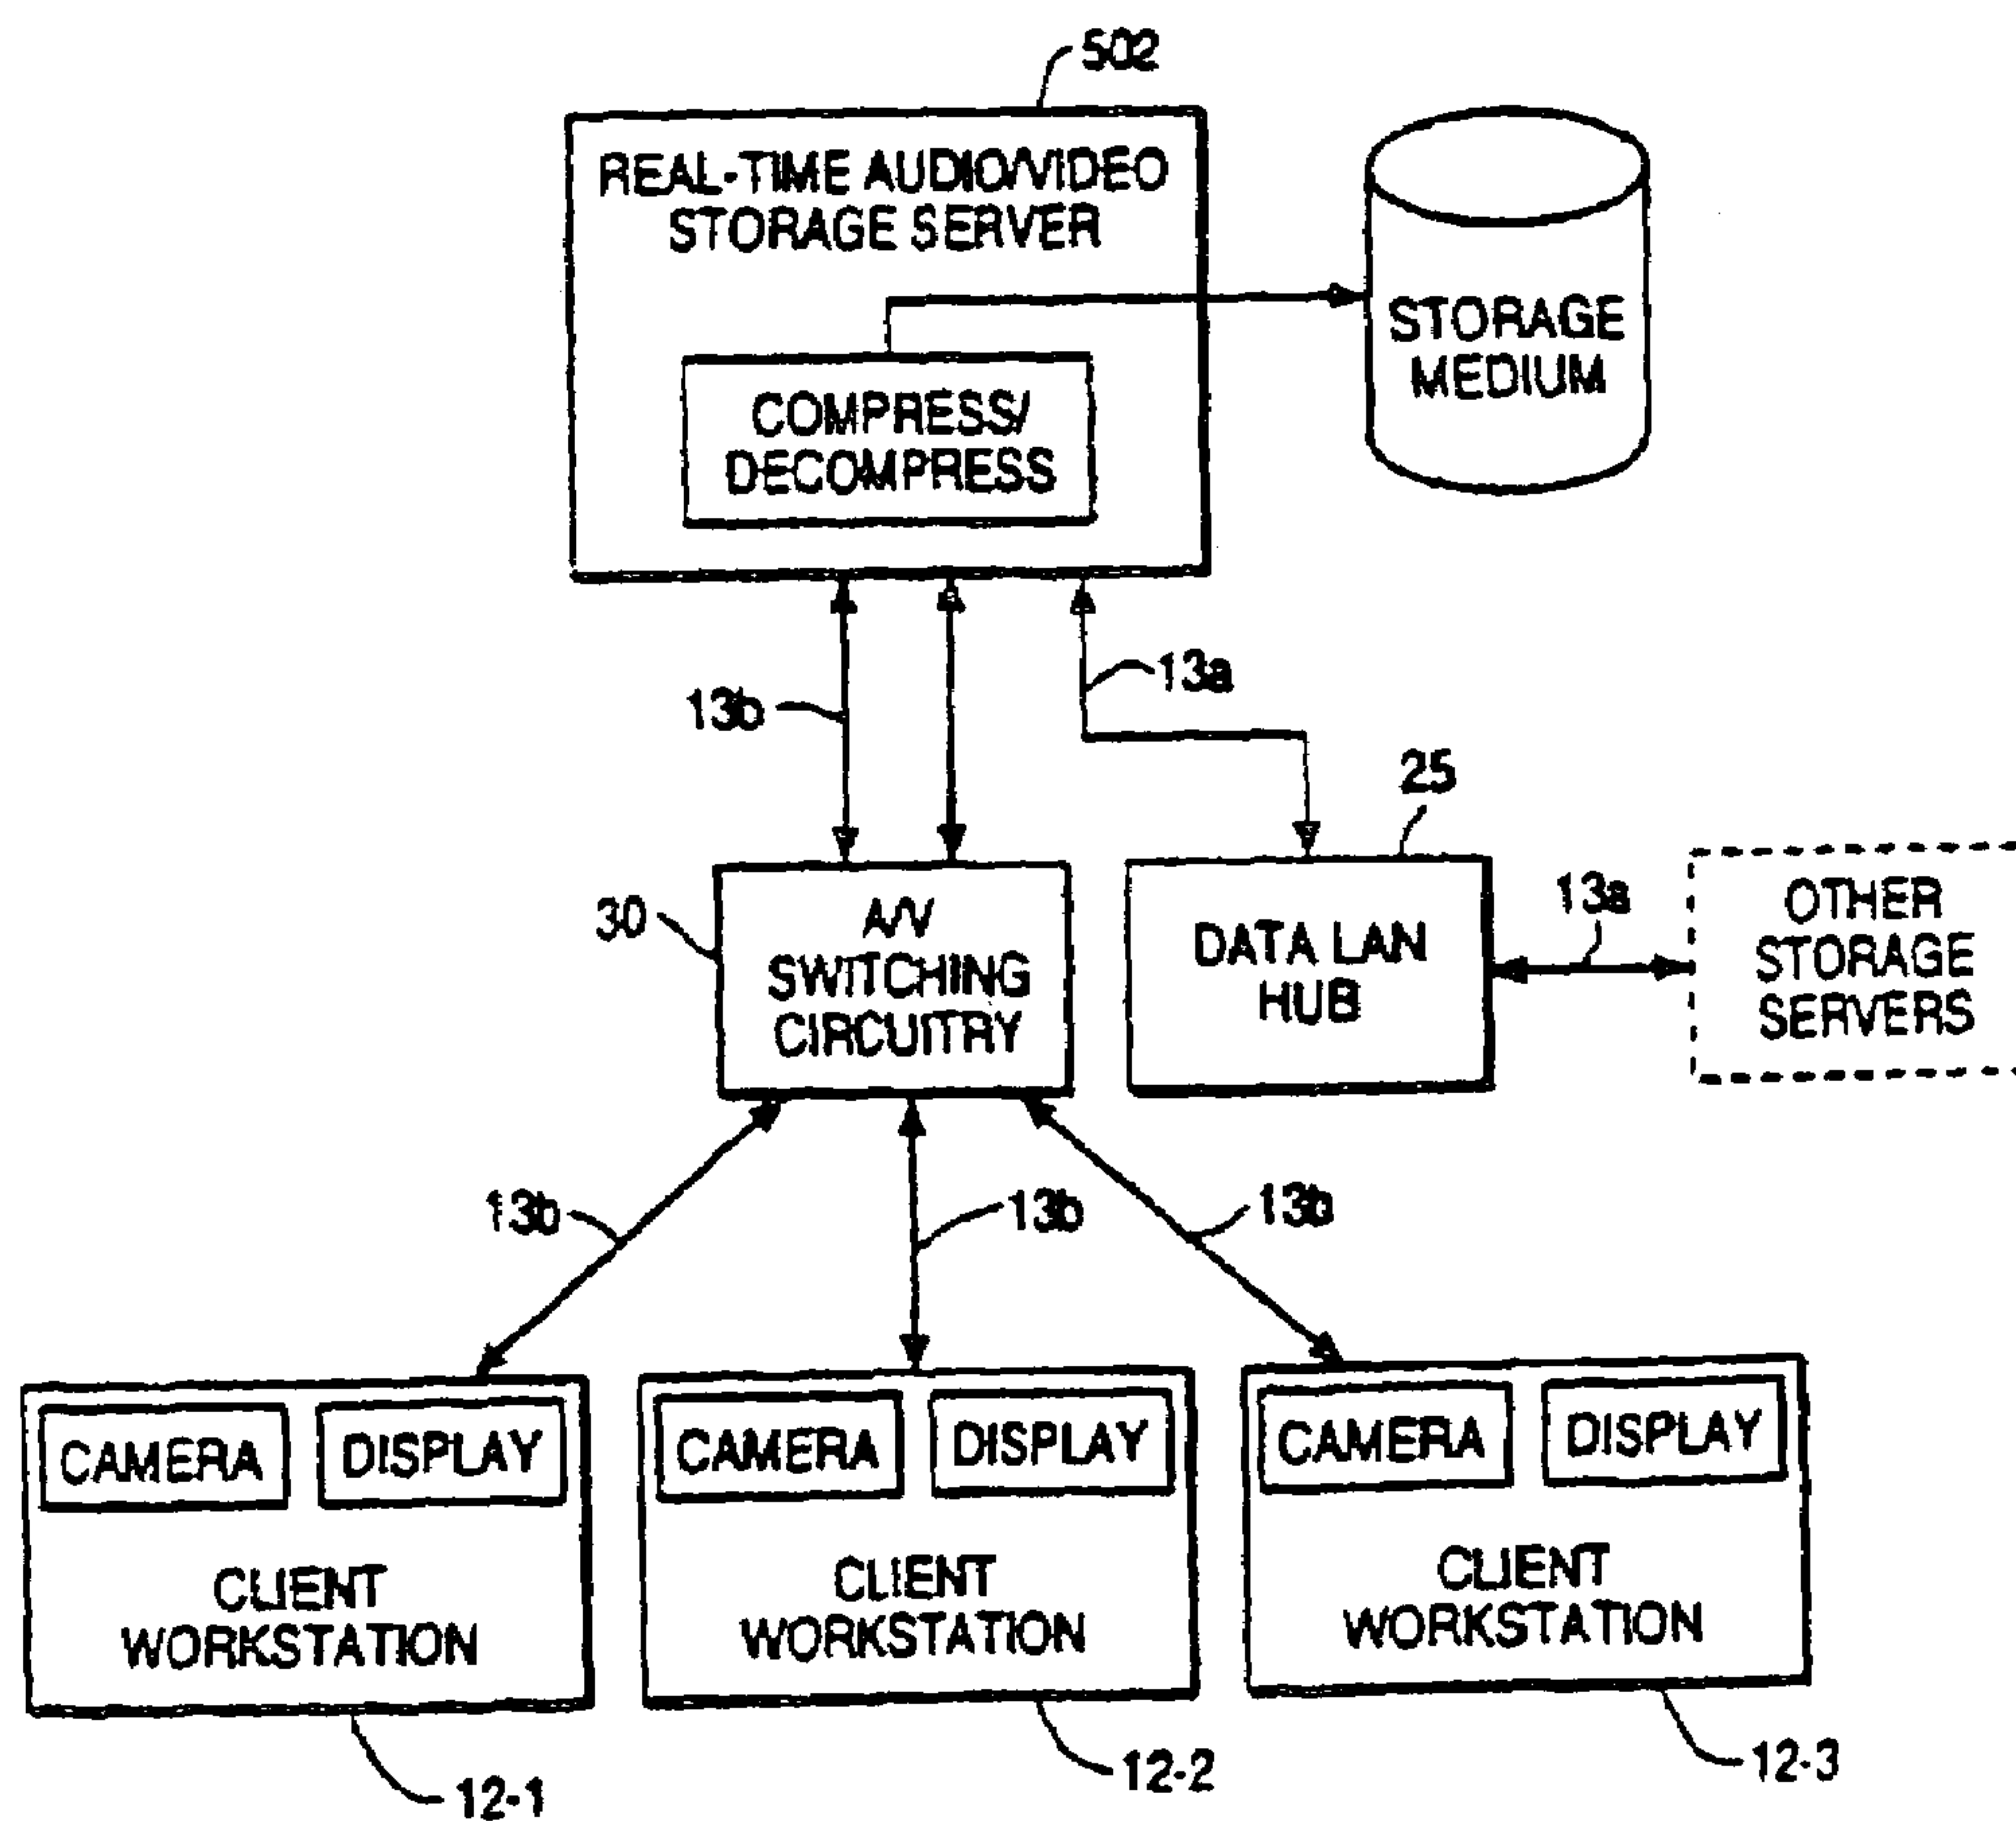 502
REAL-TIME AUDIO/VIDEO
STORAGE SERVER
STORAGE
MEDIUM
COMPRESS/
DECOMPRESS
13b
13a
25
30
A/V
SWITCHING
CIRCUITRY
DATA LAN
HUB
13a
OTHER
STORAGE
SERVERS
13b
13b
13b
CAMERA
DISPLAY
CLIENT
WORKSTATION
12-1
CAMERA
DISPLAY
CLIENT
WORKSTATION
12-2
CAMERA
DISPLAY
CLIENT
WORKSTATION
12-3